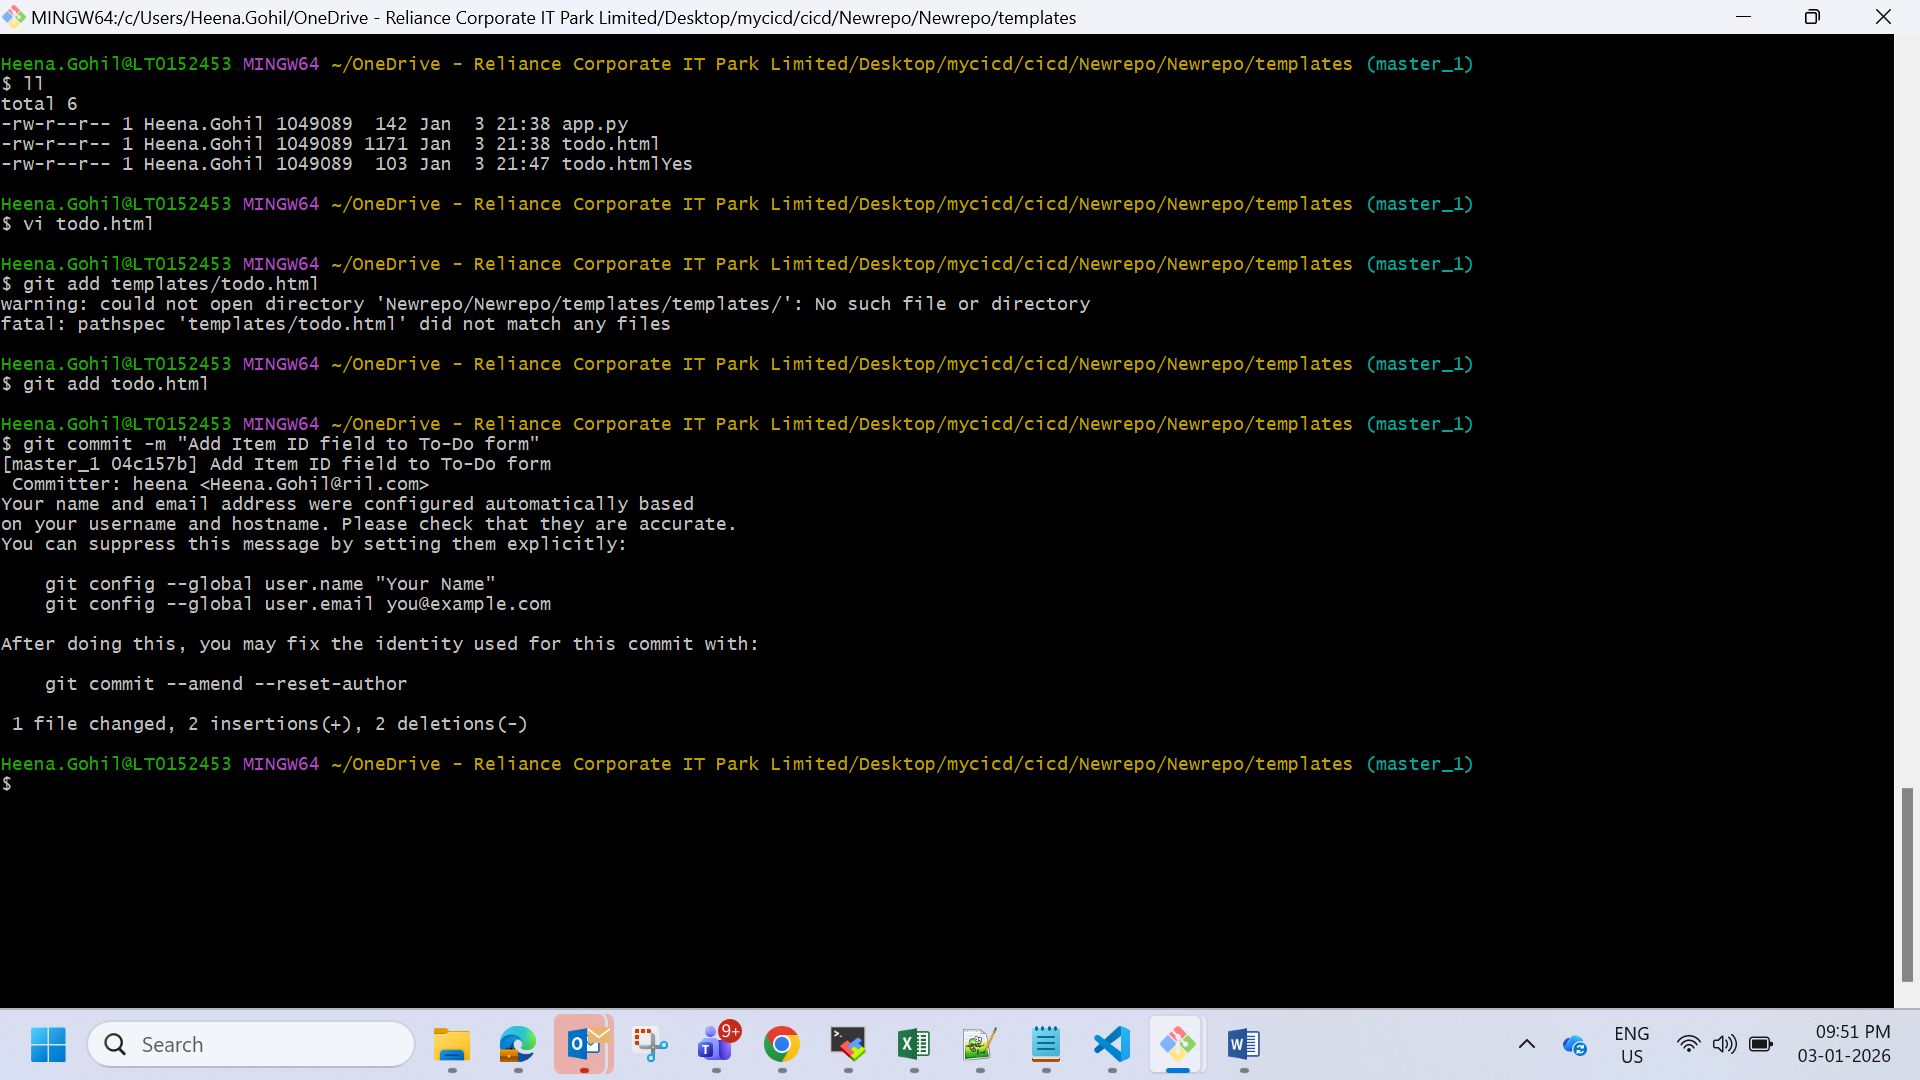 MINGW64:/c/Users/Heena.Gohil/OneDrive - Reliance Corporate IT Park Limited/Desktop/mycicd/cicd/Newrepo/Newrepo/templates
Heena.Gohil@LT0152453 MINGW64 ~/OneDrive - Reliance Corporate IT Park Limited/Desktop/mycicd/cicd/Newrepo/Newrepo/templates (master_1)
$ ll
total 6
-rw-r--r-- 1 Heena.Gohil 1049089  142 Jan  3 21:38 app.py
-rw-r--r-- 1 Heena.Gohil 1049089 1171 Jan  3 21:38 todo.html
-rw-r--r-- 1 Heena.Gohil 1049089  103 Jan  3 21:47 todo.htmlYes
Heena.Gohil@LT0152453 MINGW64 ~/OneDrive - Reliance Corporate IT Park Limited/Desktop/mycicd/cicd/Newrepo/Newrepo/templates (master_1)
$ vi todo.html
Heena.Gohil@LT0152453 MINGW64 ~/OneDrive - Reliance Corporate IT Park Limited/Desktop/mycicd/cicd/Newrepo/Newrepo/templates (master_1)
$ git add templates/todo.html
warning: could not open directory 'Newrepo/Newrepo/templates/templates/': No such file or directory
fatal: pathspec 'templates/todo.html' did not match any files
Heena.Gohil@LT0152453 MINGW64 ~/OneDrive - Reliance Corporate IT Park Limited/Desktop/mycicd/cicd/Newrepo/Newrepo/templates (master_1)
$ git add todo.html
Heena.Gohil@LT0152453 MINGW64 ~/OneDrive - Reliance Corporate IT Park Limited/Desktop/mycicd/cicd/Newrepo/Newrepo/templates (master_1)
$ git commit -m "Add Item ID field to To-Do form"
[master_1 04c157b] Add Item ID field to To-Do form
 Committer: heena <Heena.Gohil@ril.com>
Your name and email address were configured automatically based
on your username and hostname. Please check that they are accurate.
You can suppress this message by setting them explicitly:
    git config --global user.name "Your Name"
    git config --global user.email you@example.com
After doing this, you may fix the identity used for this commit with:
    git commit --amend --reset-author
 1 file changed, 2 insertions(+), 2 deletions(-)
Heena.Gohil@LT0152453 MINGW64 ~/OneDrive - Reliance Corporate IT Park Limited/Desktop/mycicd/cicd/Newrepo/Newrepo/templates (master_1)
$
Search
9+
ENG
US
09:51 PM
03-01-2026